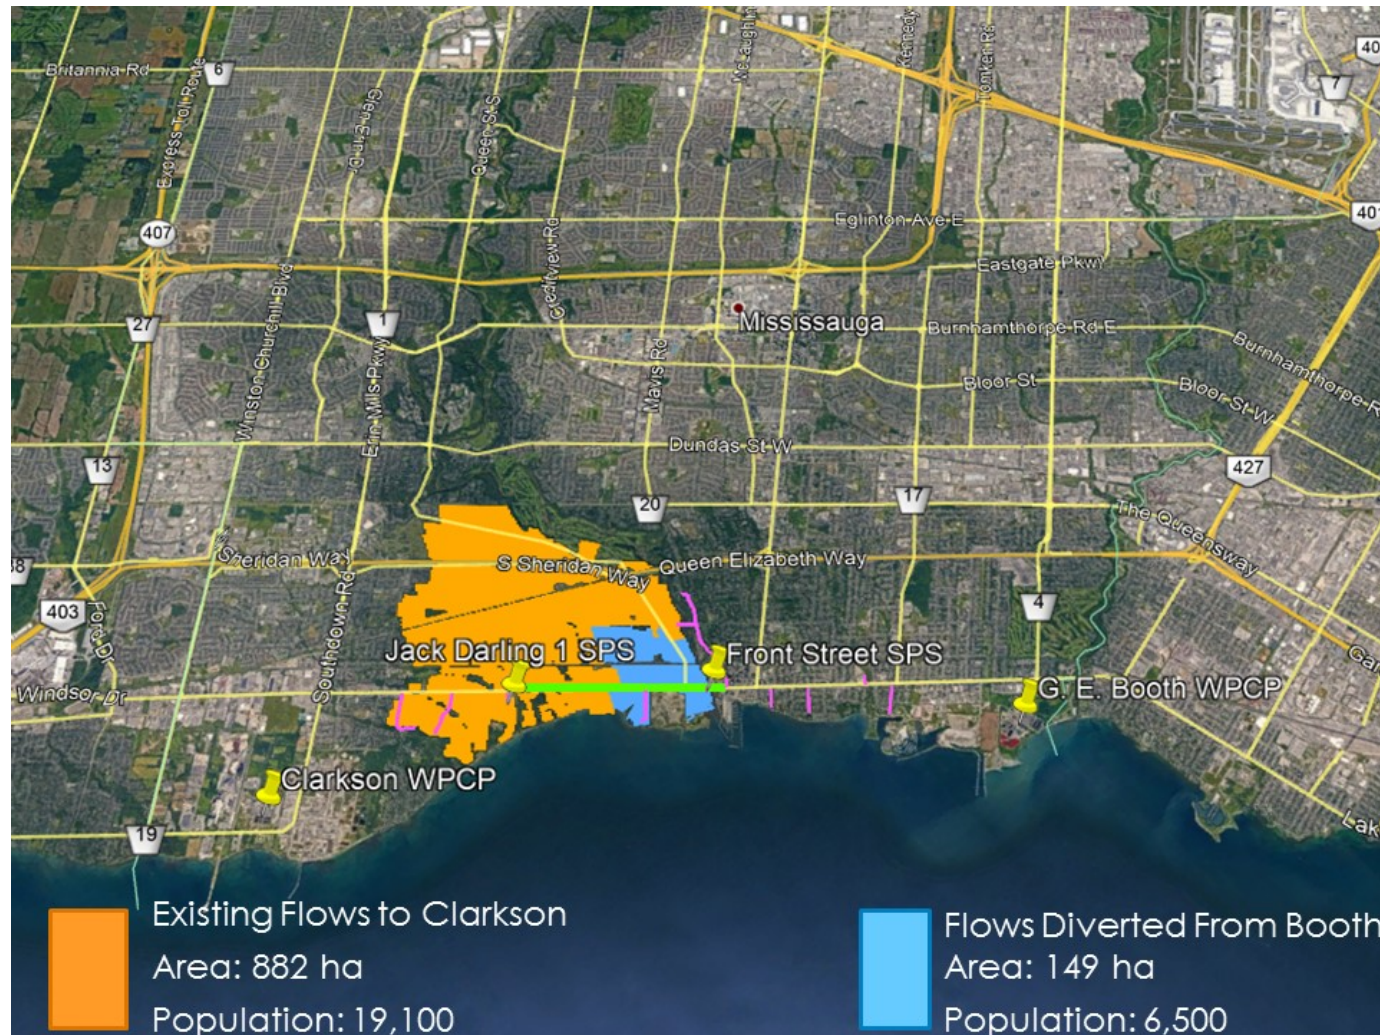 McLaughlin
Kennedy
Tomken Rd
40
Britannia Rd
6
7
Express Toll Route
Glen Erin Dr
Queen St S
Eglinton Ave E
401
407
Creditview Rd
Eastgate Pkwy
Winston Churchill Blvd
27
1
Mississauga
Burnhamthorpe Rd E
Burnhamthorpe R
Erin Mills Pkwy
Mavis Rd
Bloor St
Bloor St W
Dundas St W
13
427
20
17
The Queensway
S Sheridan Way
S Sheridan Way
Queen Elizabeth Way
38
403
Ford Dr
Southdown Rd
4
Gar
Jack Darling 1 SPS
Front Street SPS
Windsor Dr
G. E. Booth WPCP
Clarkson WPCP
19
Lak
Existing Flows to Clarkson
Area: 882 ha
Population: 19,100
Flows Diverted From Booth
Area: 149 ha
Population: 6,500